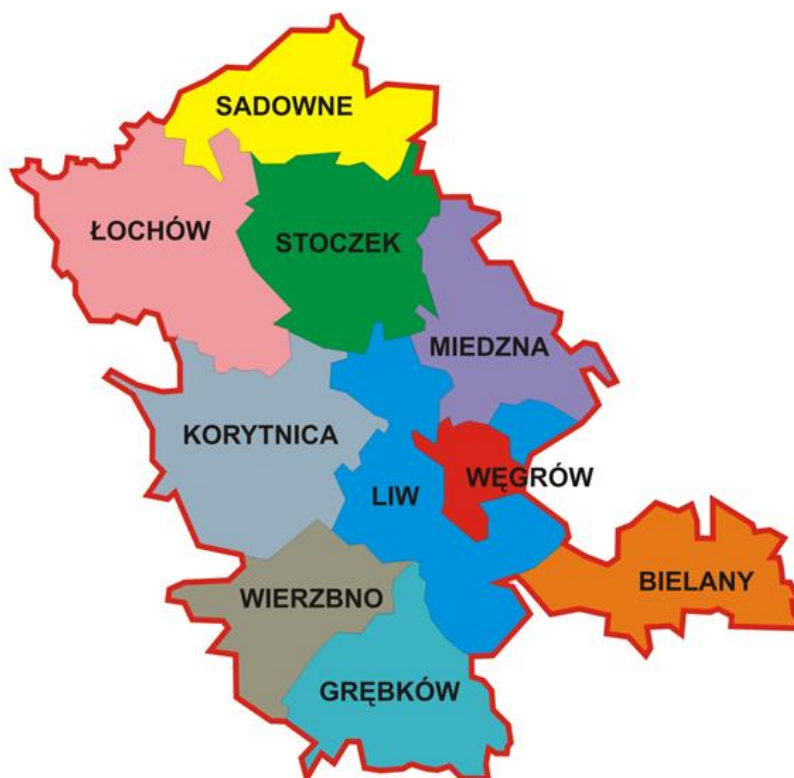 SADOWNE
ŁOCHÓW
STOCZEK
MIEDZNA
KORYTNICA
WĘGRÓW
LIW
BIELANY
WIERZBNO
GRĘBKÓW